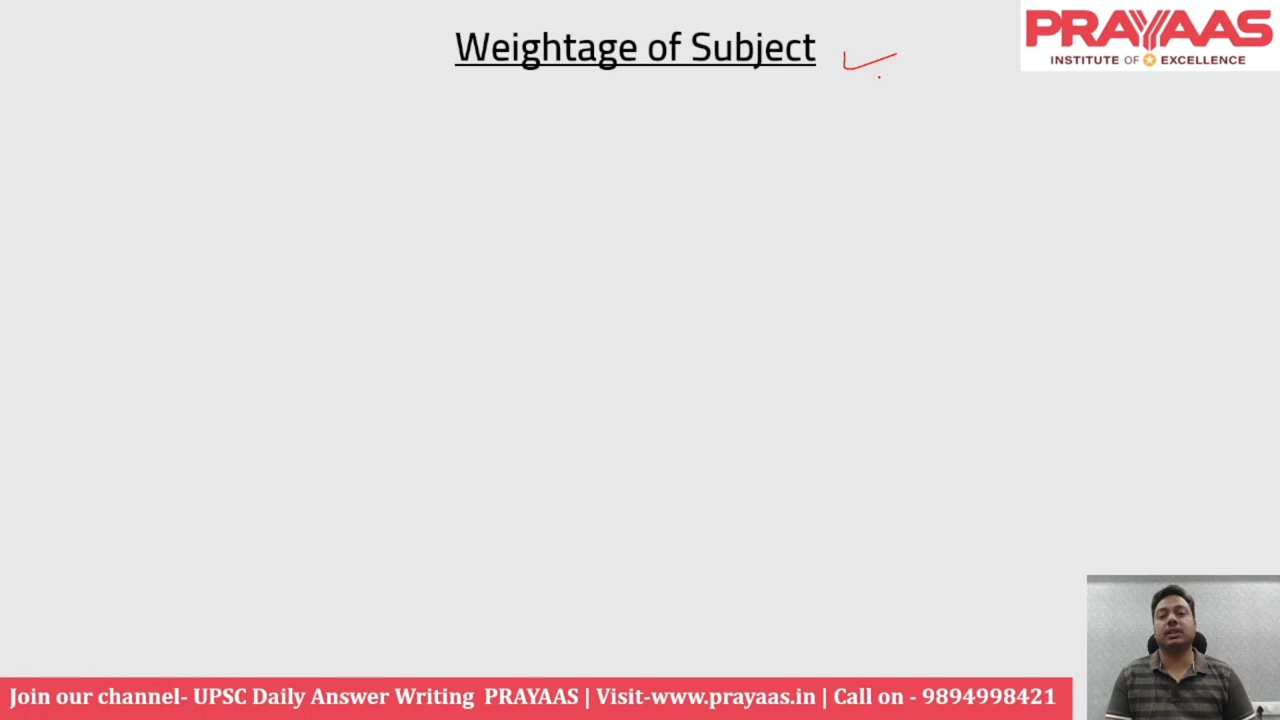 Weightage of Subject
PRAYAAS
INSTITUTE OF EXCELLENCE
Join our channel- UPSC Daily Answer Writing PRAYAAS | Visit-www.prayaas.in | Call on - 9894998421